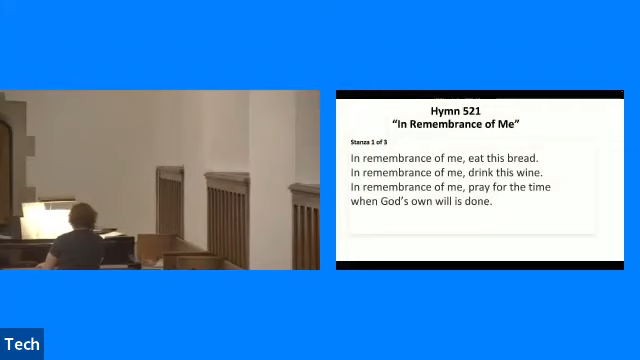 Hymn 521
“In Remembrance of Me”
Stanza 1 of 3
In remembrance of me, eat this bread.
In remembrance of me, drink this wine.
In remembrance of me, pray for the time
when God’s own will is done.
Tech